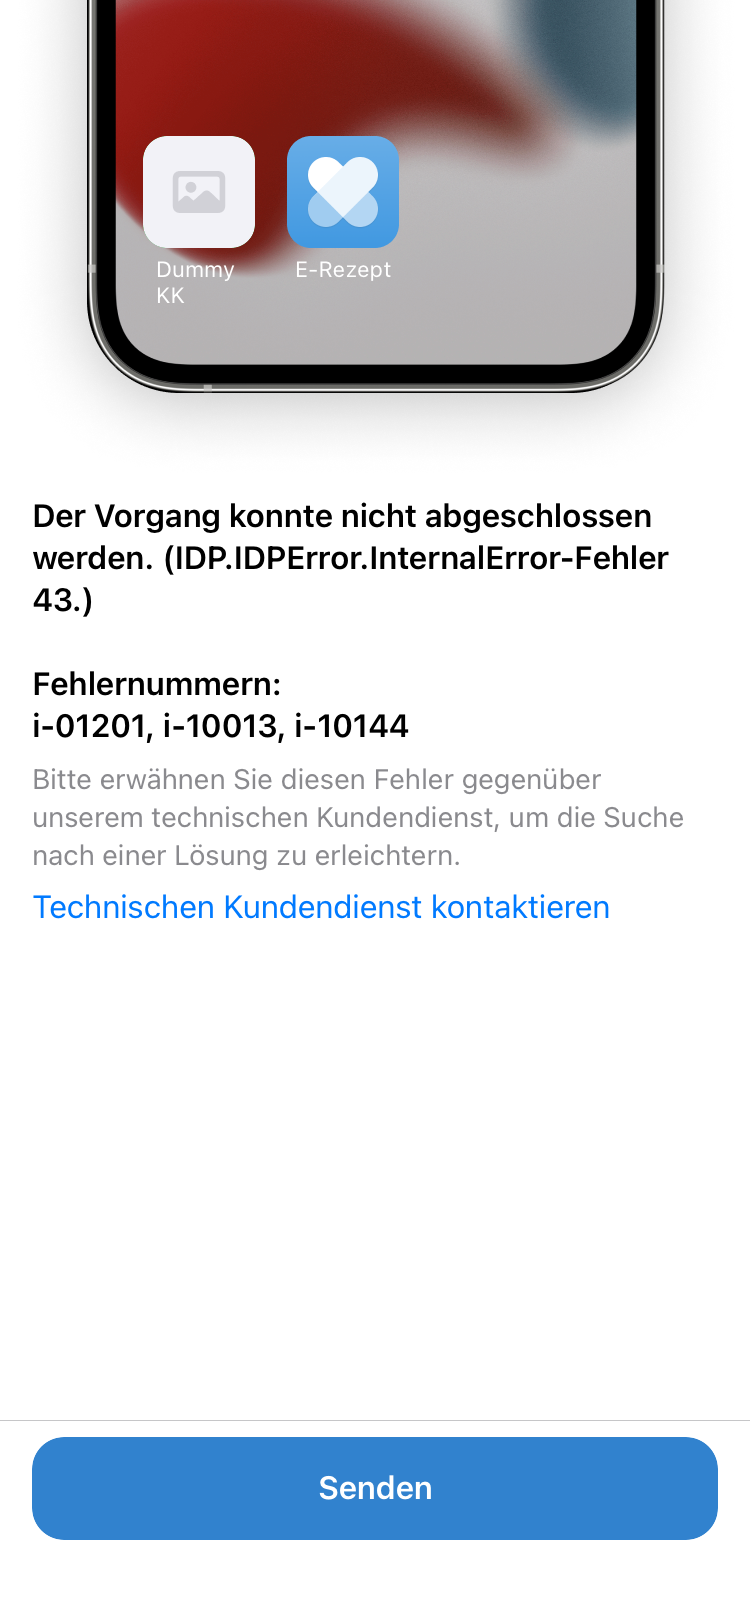 Dummy
KK
E-Rezept
Der Vorgang konnte nicht abgeschlossen
werden. (IDP.IDPError.InternalError-Fehler
43.)
Fehlernummern:
i-01201, i-10013, i-10144
Bitte erwähnen Sie diesen Fehler gegenüber
unserem technischen Kundendienst, um die Suche
nach einer Lösung zu erleichtern.
Technischen Kundendienst kontaktieren
Senden